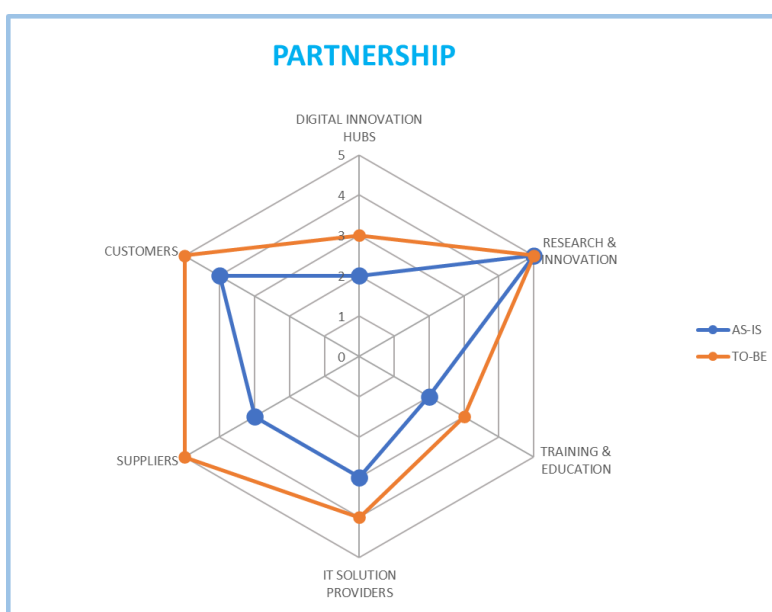 PARTNERSHIP
DIGITAL INNOVATION
HUBS
5
4
3
2
1
0
RESEARCH &
INNOVATION
TRAINING &
EDUCATION
IT SOLUTION
PROVIDERS
SUPPLIERS
CUSTOMERS
AS-IS
TO-BE